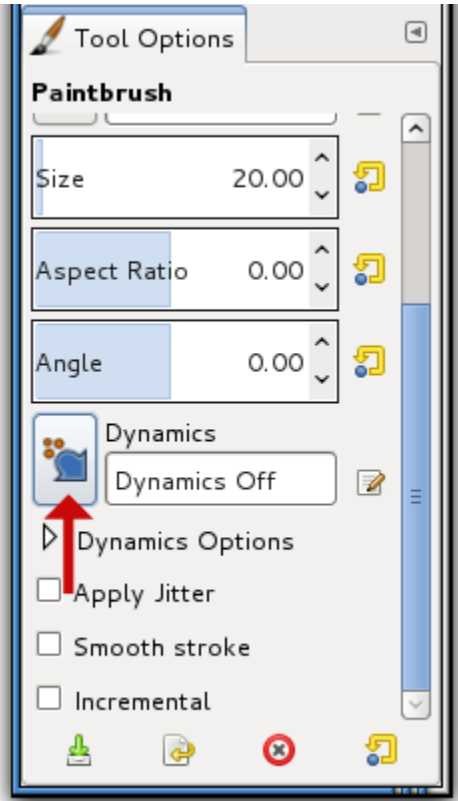 Tool Options
Paintbrush
Size 20.00
Aspect Ratio 0.00
Angle 0.00
Dynamics
Dynamics Off
Dynamics Options
Apply Jitter
Smooth stroke
Incremental